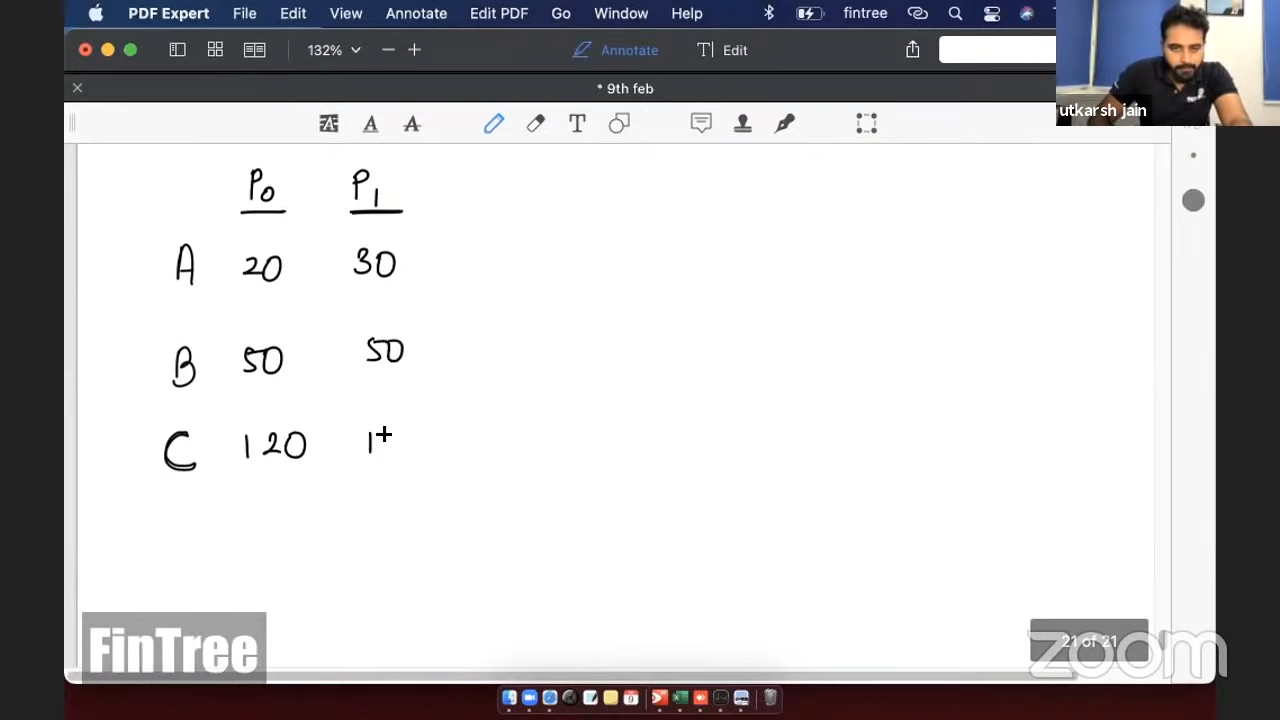 PDF Expert File Edit View Annotate Edit PDF Go Window Help fintree
132% Annotate T Edit
* 9th feb
utkarsh jain
P0 P1
A 20 30
B 50 50
C 120 1
21 of 21
FinTree
zoom